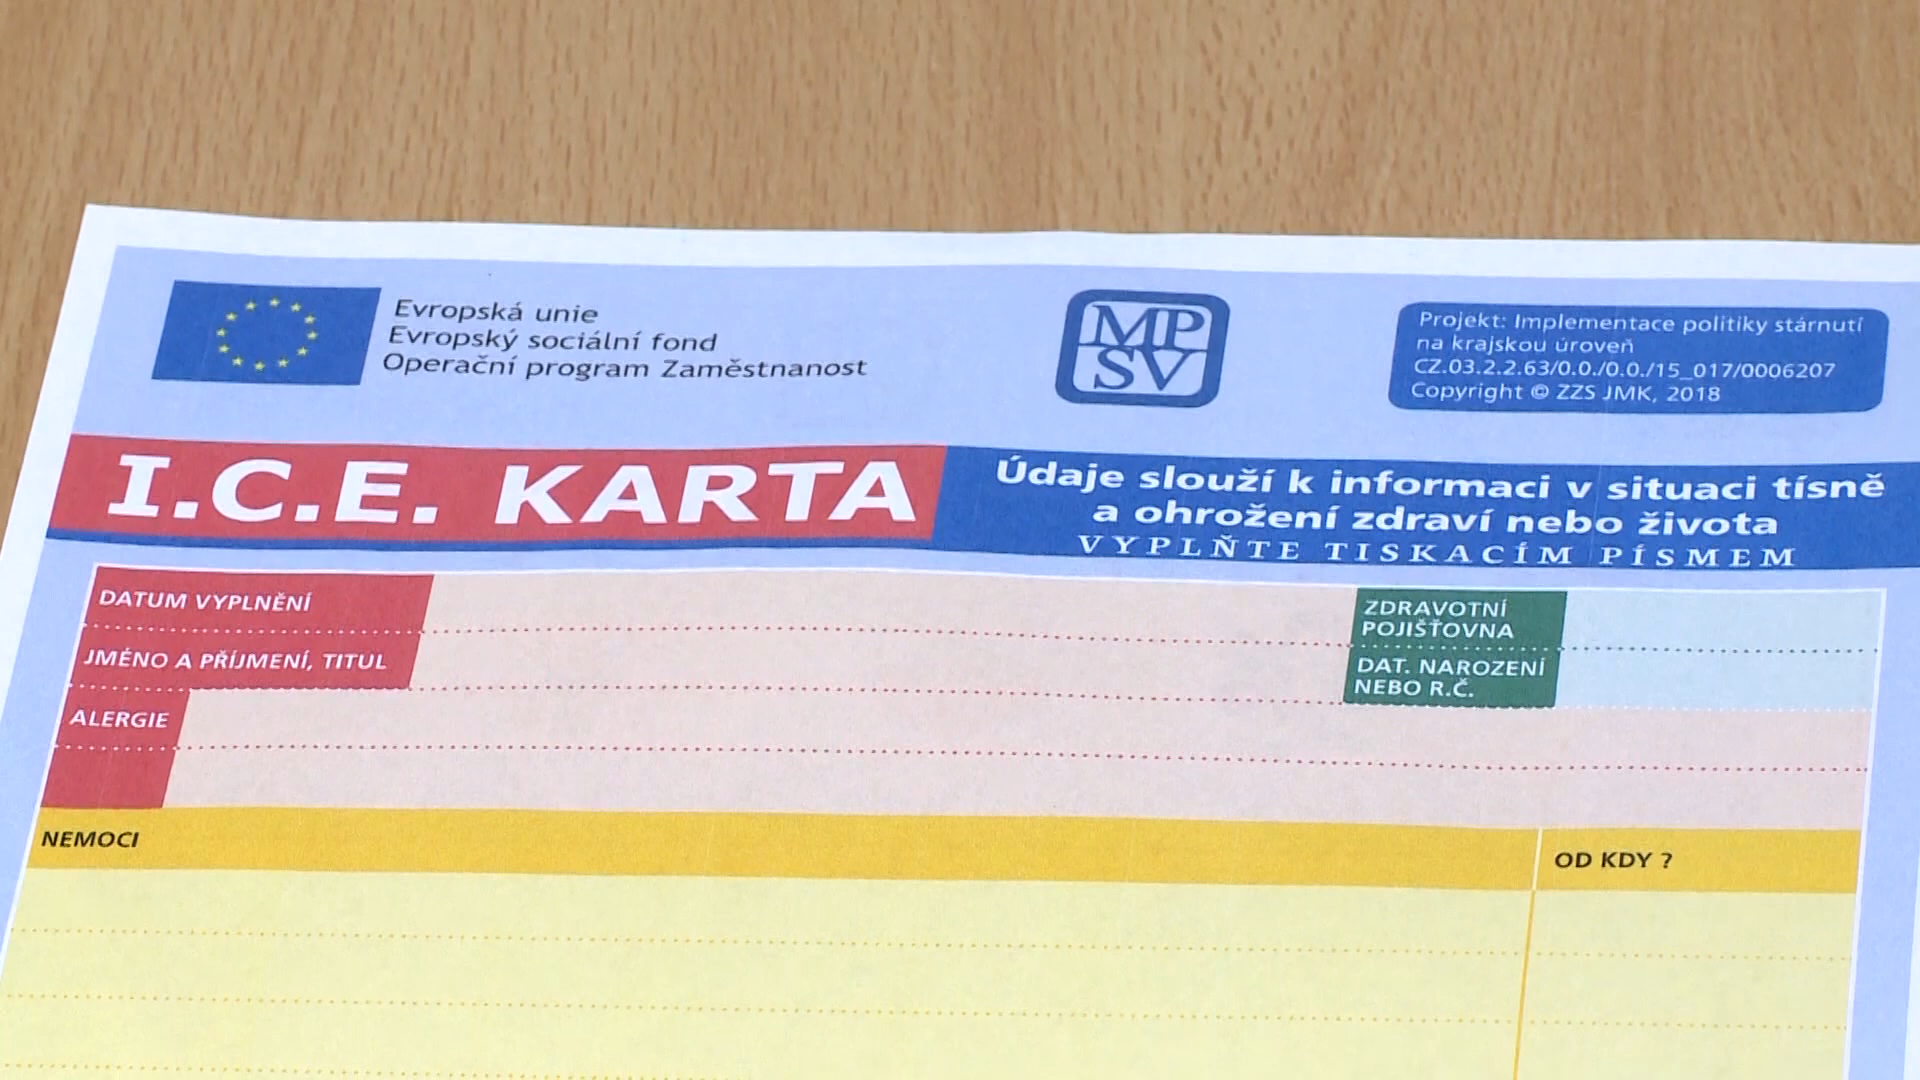 Evropská unie
Evropský sociální fond
Operační program Zaměstnanost
MP
SV
Projekt: Implementace politiky stárnutí
na krajskou úroveň
CZ.03.2.2.63/0.0./0.0./15_017/0006207
Copyright © ZZS JMK, 2018
I.C.E. KARTA
Údaje slouží k informaci v situaci tísně
a ohrožení zdraví nebo života
VYPLŇTE TISKACÍM PÍSMEM
DATUM VYPLNĚNÍ
JMÉNO A PŘÍJMENÍ, TITUL
ALERGIE
ZDRAVOTNÍ
POJIŠŤOVNA
DAT. NAROZENÍ
NEBO R.Č.
NEMOCI
OD KDY ?